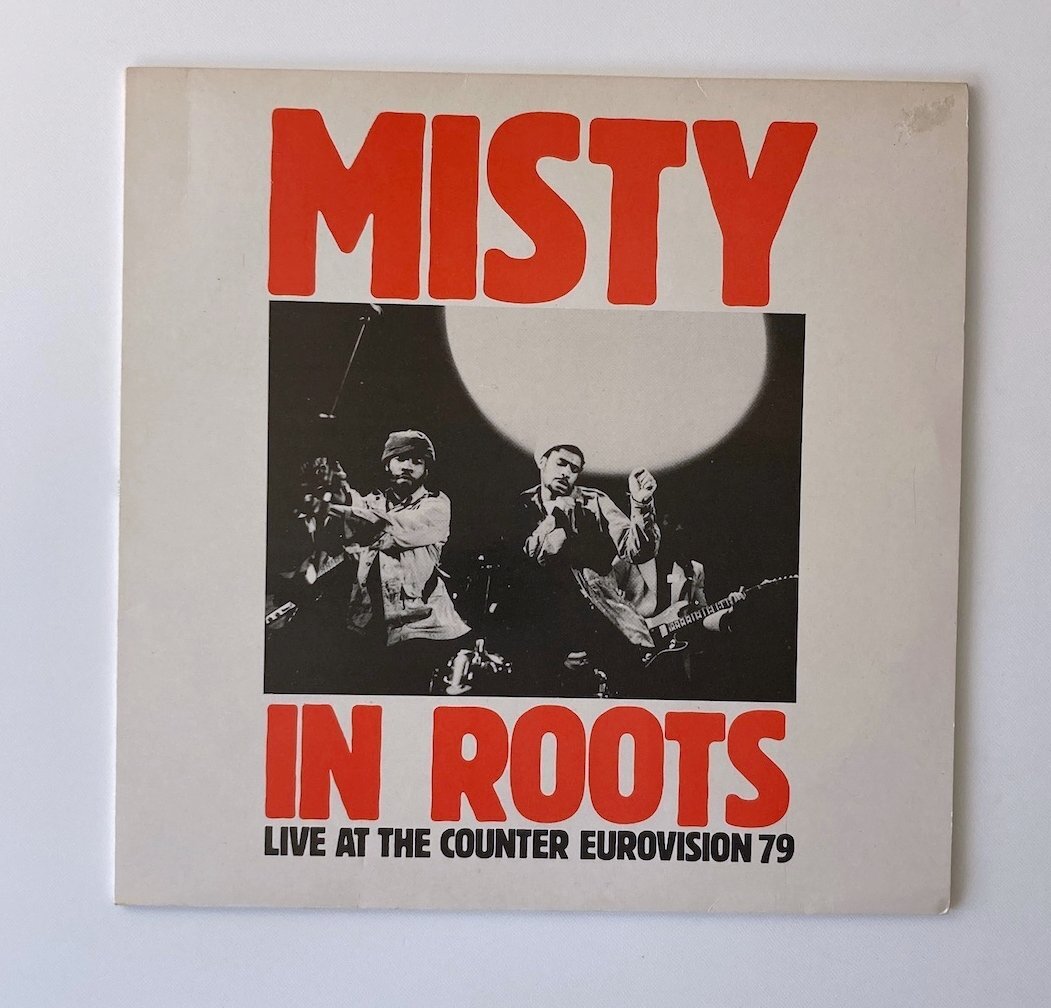 MISTY
IN ROOTS
LIVE AT THE COUNTER EUROVISION 79